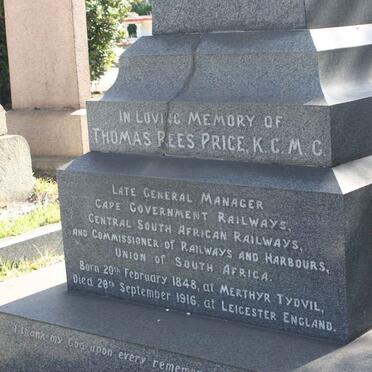 IN LOVING MEMORY OF
THOMAS REES PRICE, K.C.M.G.
LATE GENERAL MANAGER
CAPE GOVERNMENT RAILWAYS,
CENTRAL SOUTH AFRICAN RAILWAYS,
AND COMMISSIONER OF RAILWAYS AND HARBOURS,
UNION OF SOUTH AFRICA.
BORN 20TH FEBRUARY 1848, AT MERTHYR TYDVIL,
DIED 28TH SEPTEMBER 1916, AT LEICESTER ENGLAND.
I thank my God upon every